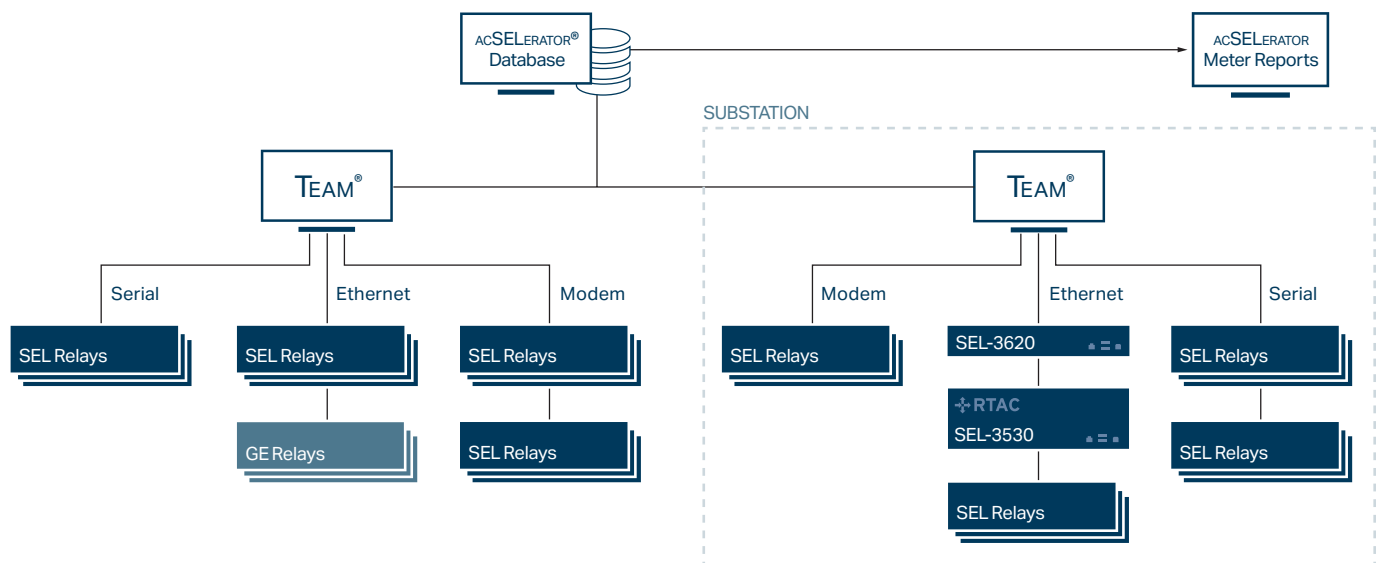 ACSELERATOR®
Database
ACSELERATOR
Meter Reports
SUBSTATION
TEAM®
TEAM®
Serial
Ethernet
Modem
Modem
Ethernet
Serial
SEL Relays
SEL Relays
SEL Relays
SEL Relays
SEL-3620
SEL Relays
RTAC
SEL-3530
GE Relays
SEL Relays
SEL Relays
SEL Relays